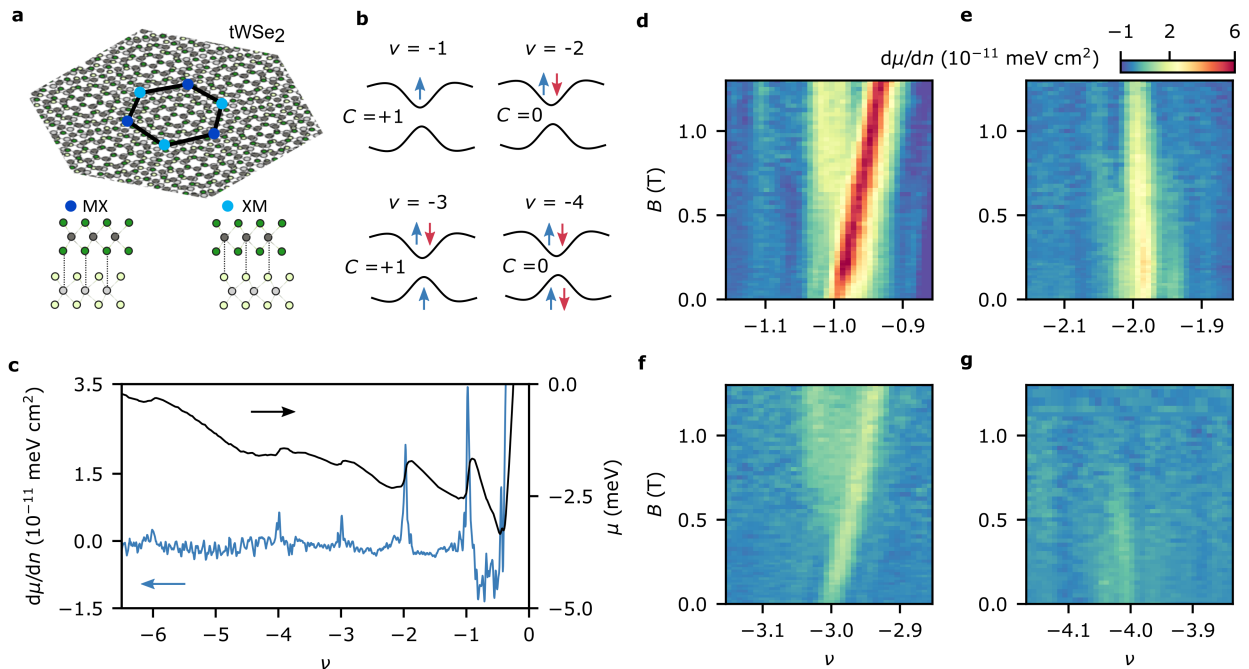 a
tWSe2
MX
XM
b
ν = -1
C = +1
ν = -2
C = 0
ν = -3
C = +1
ν = -4
C = 0
c
3.5
1.5
0.0
−1.5
dμ/dn (10−11 meV cm2)
0.0
−2.5
−5.0
μ (meV)
−6
−5
−4
−3
−2
−1
0
ν
d
e
dμ/dn (10−11 meV cm2)
−1
2
6
B (T)
1.0
0.5
0.0
−1.1
−1.0
−0.9
1.0
0.5
0.0
−2.1
−2.0
−1.9
f
g
B (T)
1.0
0.5
0.0
−3.1
−3.0
−2.9
ν
1.0
0.5
0.0
−4.1
−4.0
−3.9
ν